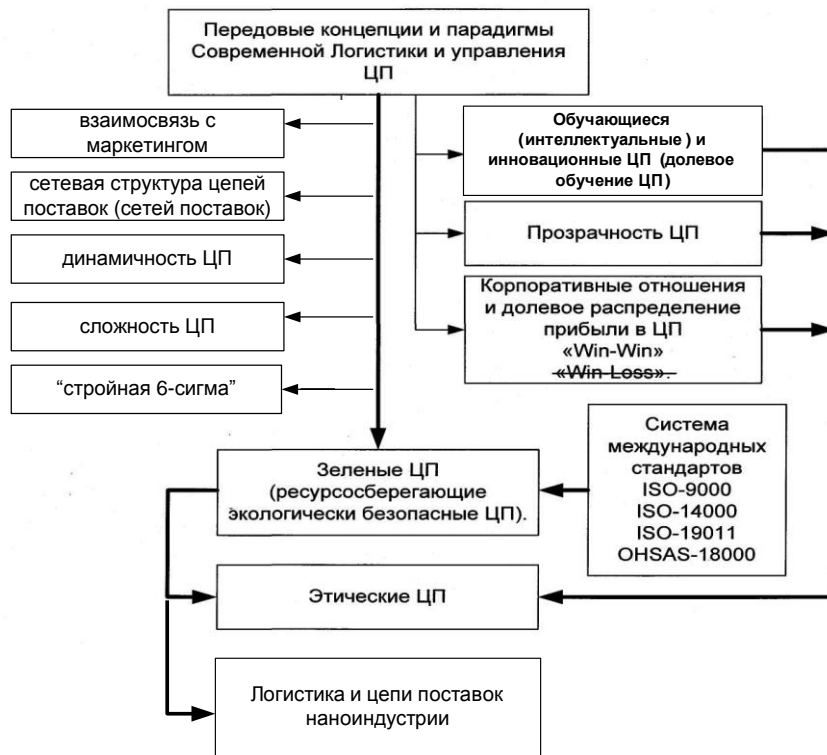 Передовые концепции и парадигмы
Современной Логистики и управления
ЦП
взаимосвязь с
маркетингом
сетевая структура цепей
поставок (сетей поставок)
динамичность ЦП
сложность ЦП
“стройная 6-сигма”
Обучающиеся
(интеллектуальные ) и
инновационные ЦП (долевое
обучение ЦП)
Прозрачность ЦП
Корпоративные отношения
и долевое распределение
прибыли в ЦП
«Win-Win»
«Win-Loss».
Система
международных
стандартов
ISO-9000
ISO-14000
ISO-19011
OHSAS-18000
Зеленые ЦП
(ресурсосберегающие
экологически безопасные ЦП).
Этические ЦП
Логистика и цепи поставок
наноиндустрии